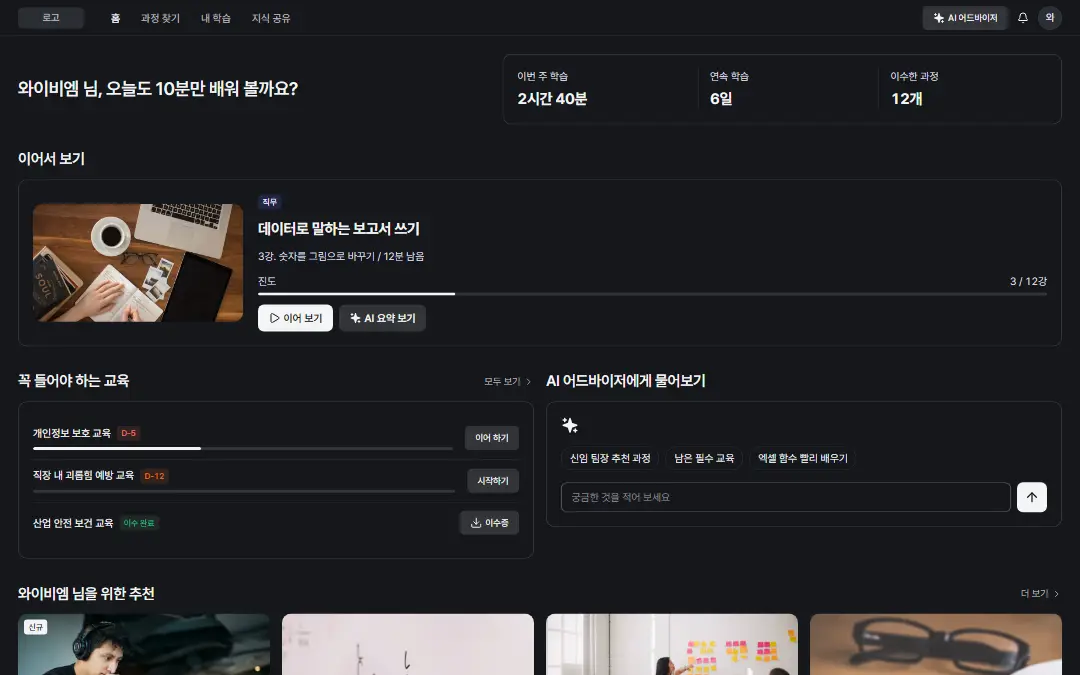 로고
홈
과정 찾기
내 학습
지식 공유
AI 어드바이저
와
와이비엠 님, 오늘도 10분만 배워 볼까요?
이번 주 학습
2시간 40분
연속 학습
6일
이수한 과정
12개
이어서 보기
직무
데이터로 말하는 보고서 쓰기
3강. 숫자를 그림으로 바꾸기 / 12분 남음
진도
3 / 12강
이어 보기
AI 요약 보기
꼭 들어야 하는 교육
모두 보기
개인정보 보호 교육
D-5
이어 하기
직장 내 괴롭힘 예방 교육
D-12
시작하기
산업 안전 보건 교육
이수 완료
이수증
AI 어드바이저에게 물어보기
신임 팀장 추천 과정
남은 필수 교육
엑셀 함수 빨리 배우기
궁금한 것을 적어 보세요
와이비엠 님을 위한 추천
더 보기
신규
SOUL